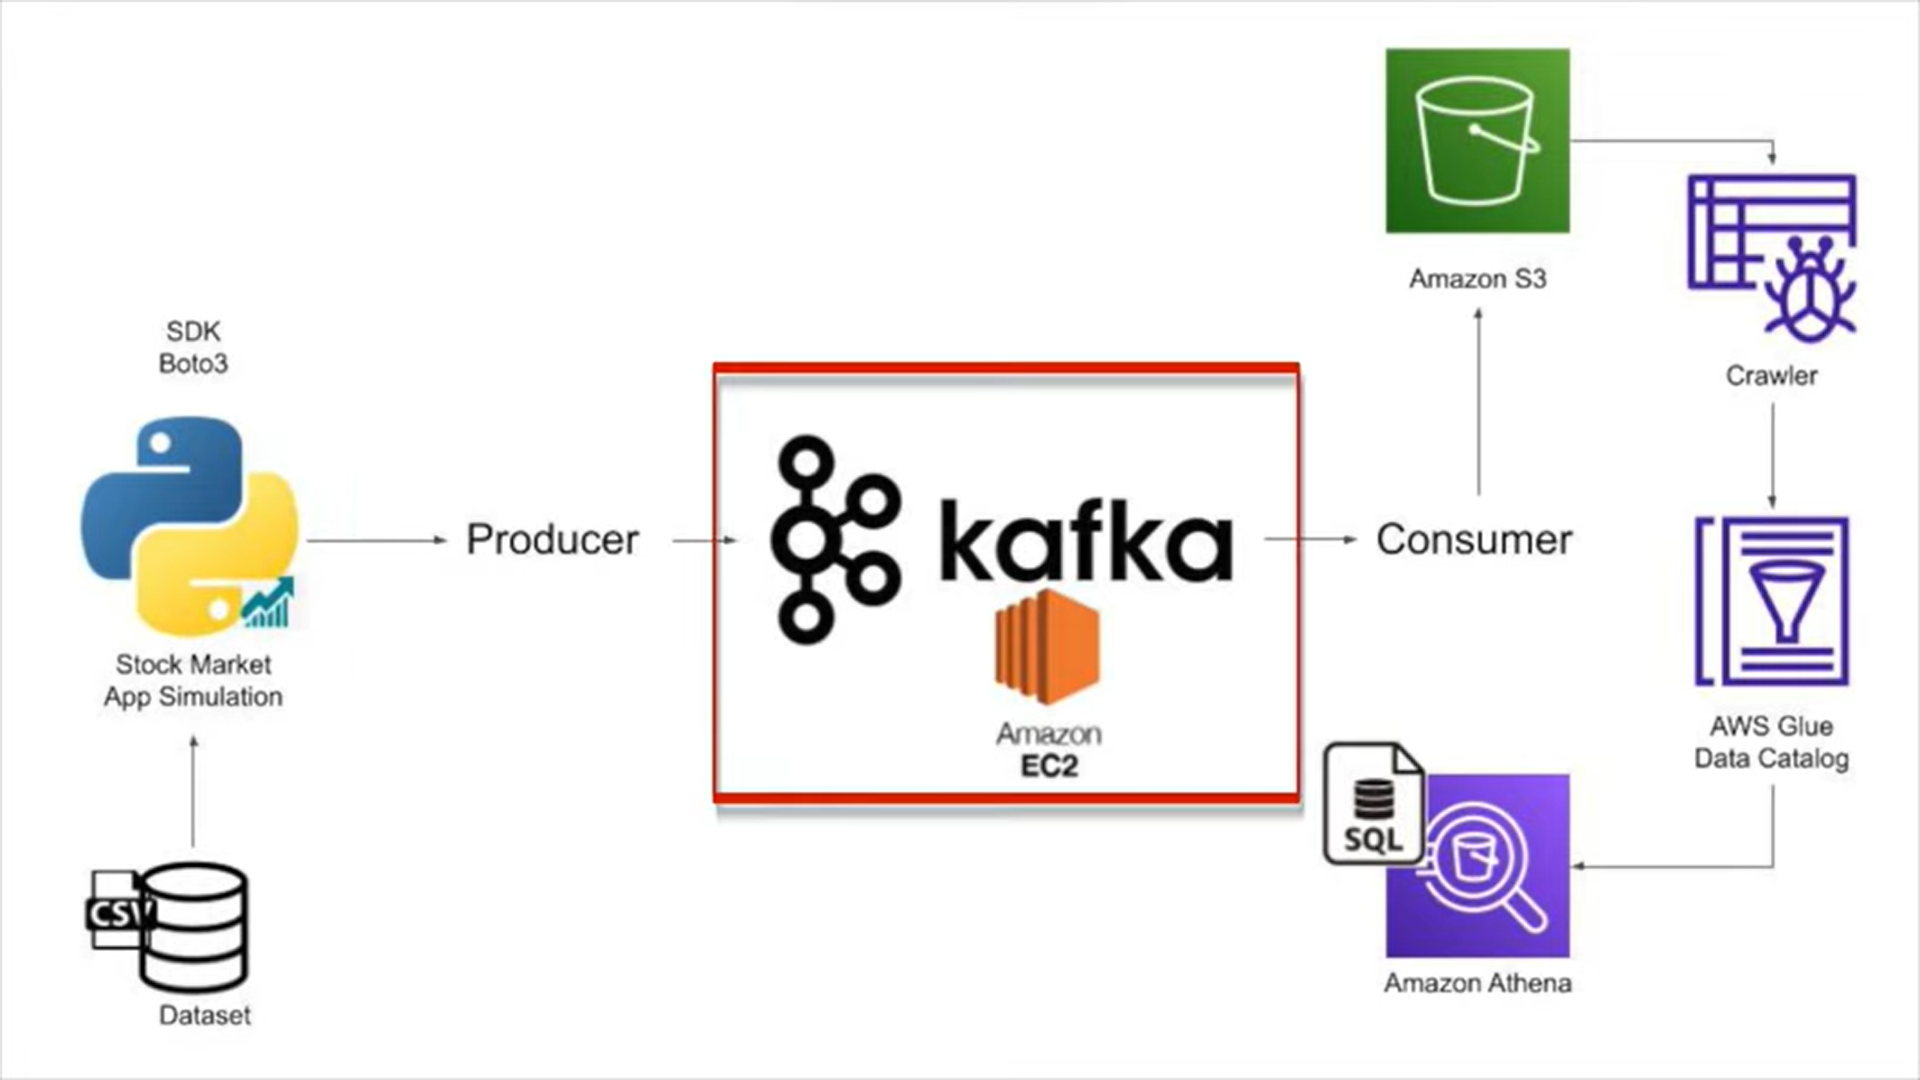 SDK
Boto3
Stock Market
App Simulation
CSV
Dataset
Producer
kafka
Amazon
EC2
Consumer
Amazon S3
Crawler
AWS Glue
Data Catalog
SQL
Amazon Athena